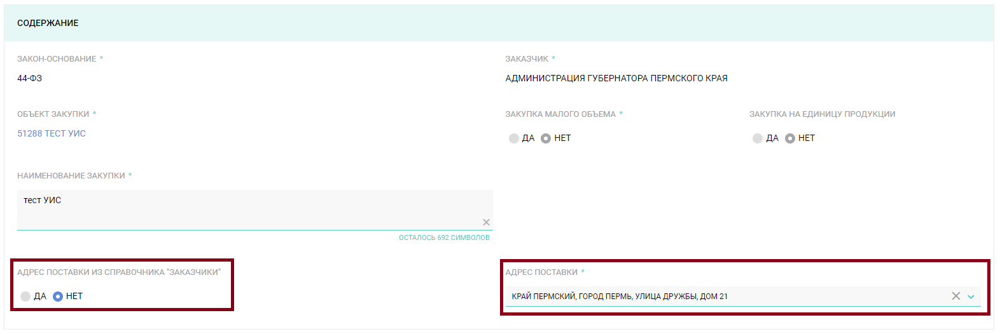 СОДЕРЖАНИЕ
ЗАКОН-ОСНОВАНИЕ *
ЗАКАЗЧИК *
44-ФЗ
АДМИНИСТРАЦИЯ ГУБЕРНАТОРА ПЕРМСКОГО КРАЯ
ОБЪЕКТ ЗАКУПКИ *
ЗАКУПКА МАЛОГО ОБЪЕМА *
ЗАКУПКА НА ЕДИНИЦУ ПРОДУКЦИИ
51288 ТЕСТ УИС
ДА НЕТ
ДА НЕТ
НАИМЕНОВАНИЕ ЗАКУПКИ *
тест УИС
ОСТАЛОСЬ 692 СИМВОЛОВ
АДРЕС ПОСТАВКИ ИЗ СПРАВОЧНИКА "ЗАКАЗЧИКИ"
АДРЕС ПОСТАВКИ *
ДА НЕТ
КРАЙ ПЕРМСКИЙ, ГОРОД ПЕРМЬ, УЛИЦА ДРУЖБЫ, ДОМ 21